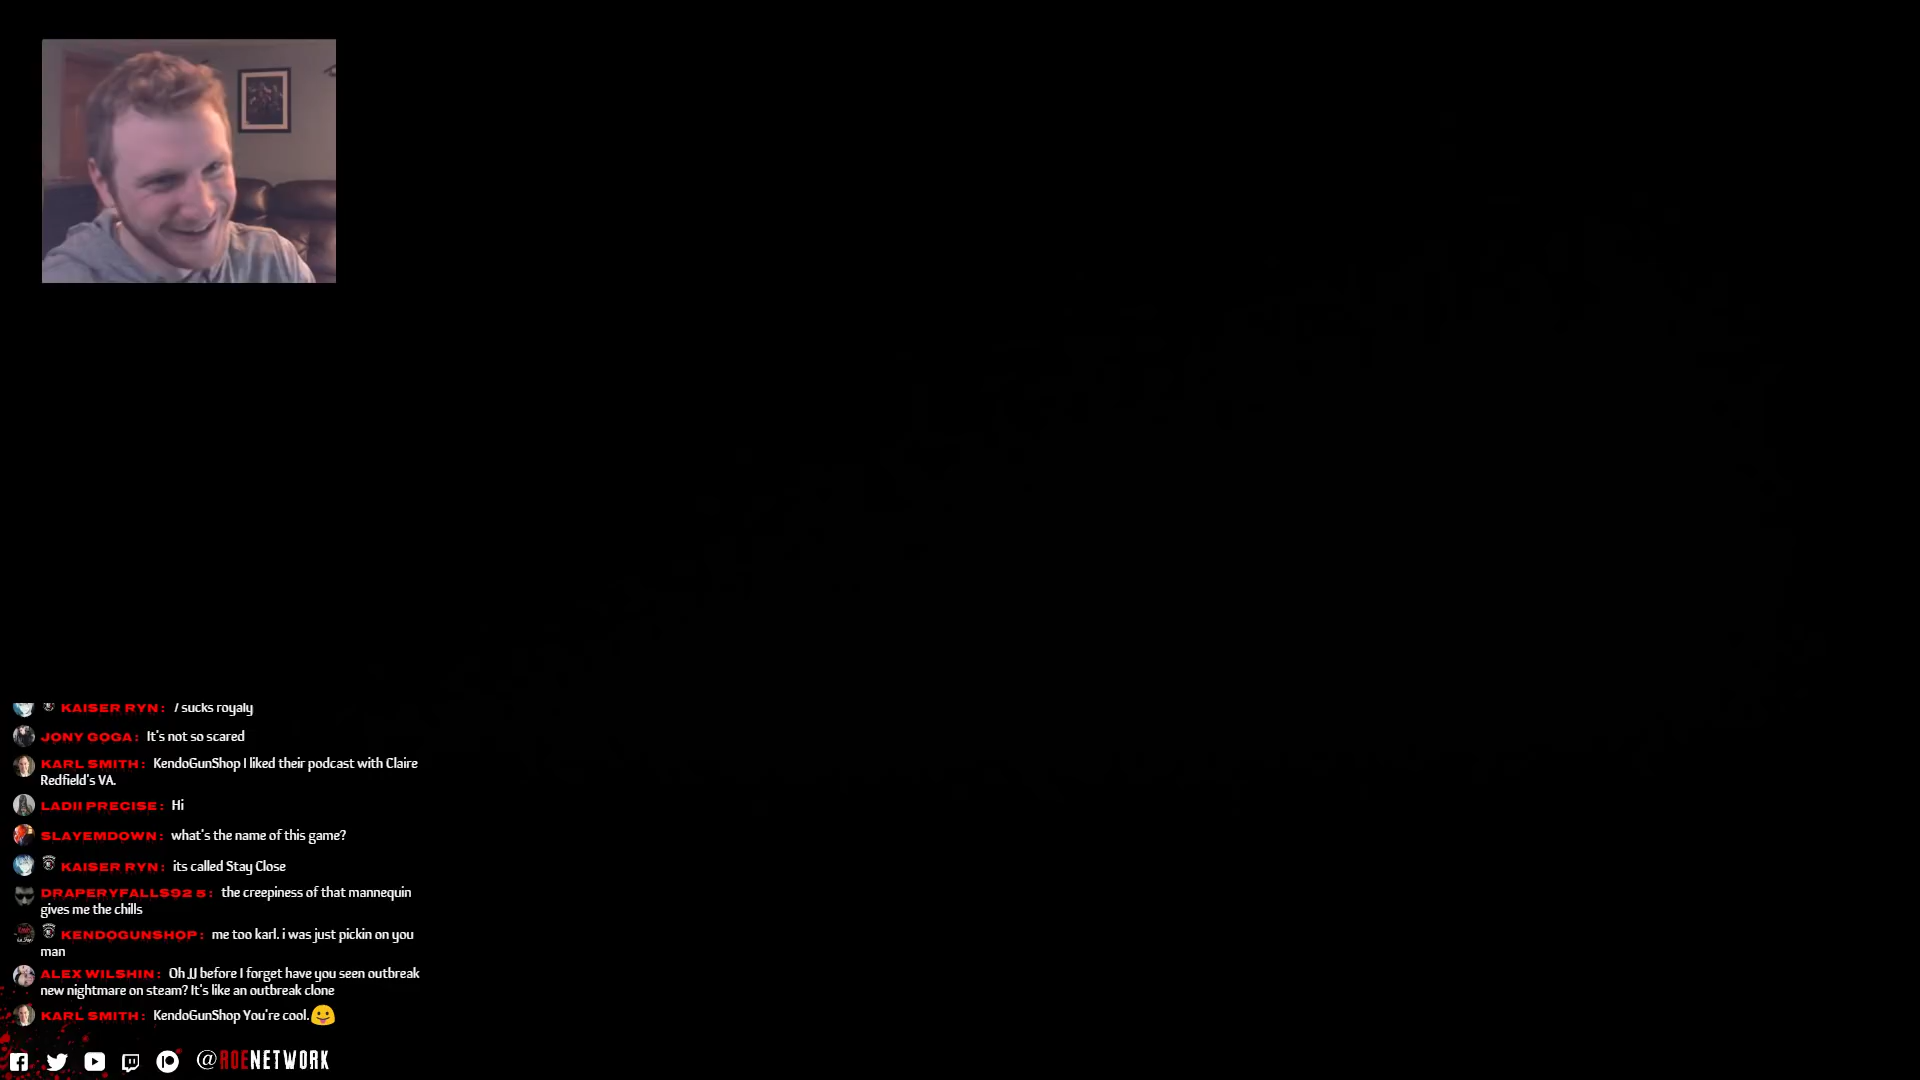 KAISER RYN: / sucks royaly
JONY GOGA: It's not so scared
KARL SMITH: KendoGunShop I liked their podcast with Claire
Redfield's VA.
LADII PRECISE: Hi
SLAYEMDOWN: what's the name of this game?
KAISER RYN: its called Stay Close
DRAPERYFALLS92 5: the creepiness of that mannequin
gives me the chills
KENDOGUNSHOP: me too karl. i was just pickin on you
man
ALEX WILSHIN: Oh JJ before I forget have you seen outbreak
new nightmare on steam? It's like an outbreak clone
KARL SMITH: KendoGunShop You're cool.😛
@ROENETWORK